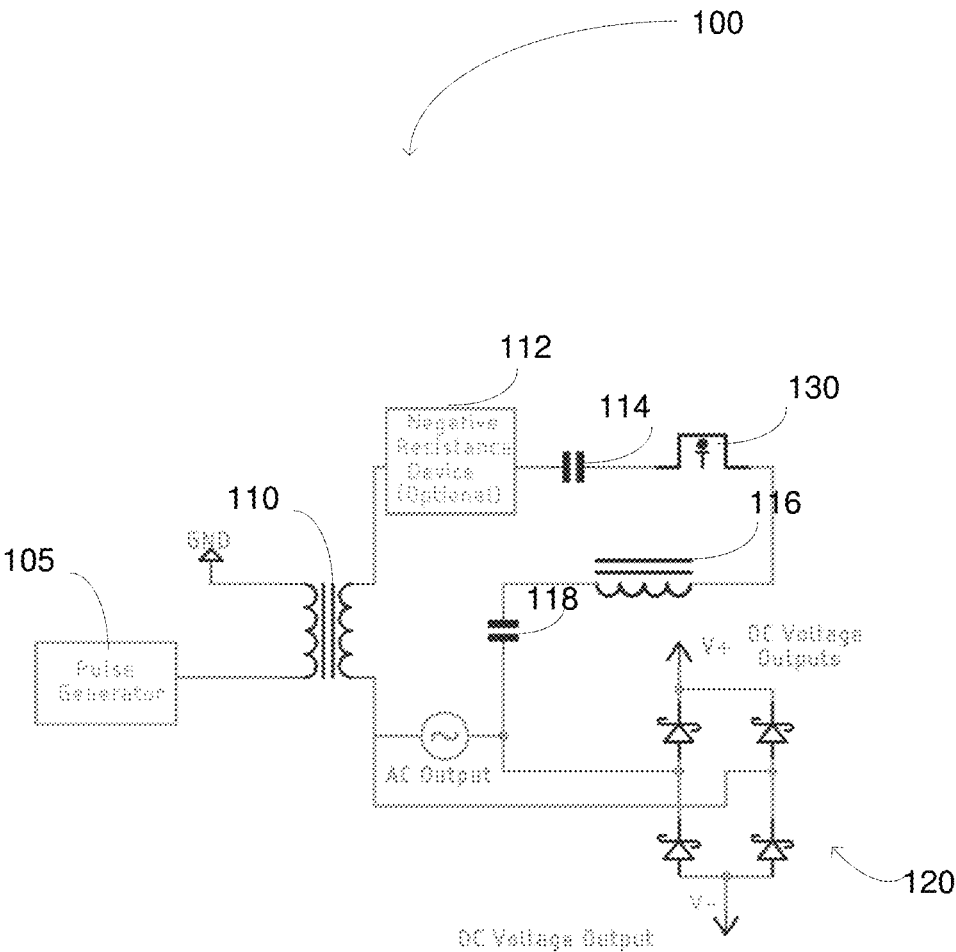 100
112
Negative
Resistance
Device
(Optional)
114
130
110
116
GND
105
118
Pulse
Generator
V+
DC Voltage
Outputs
AC Output
120
V-
DC Voltage Output